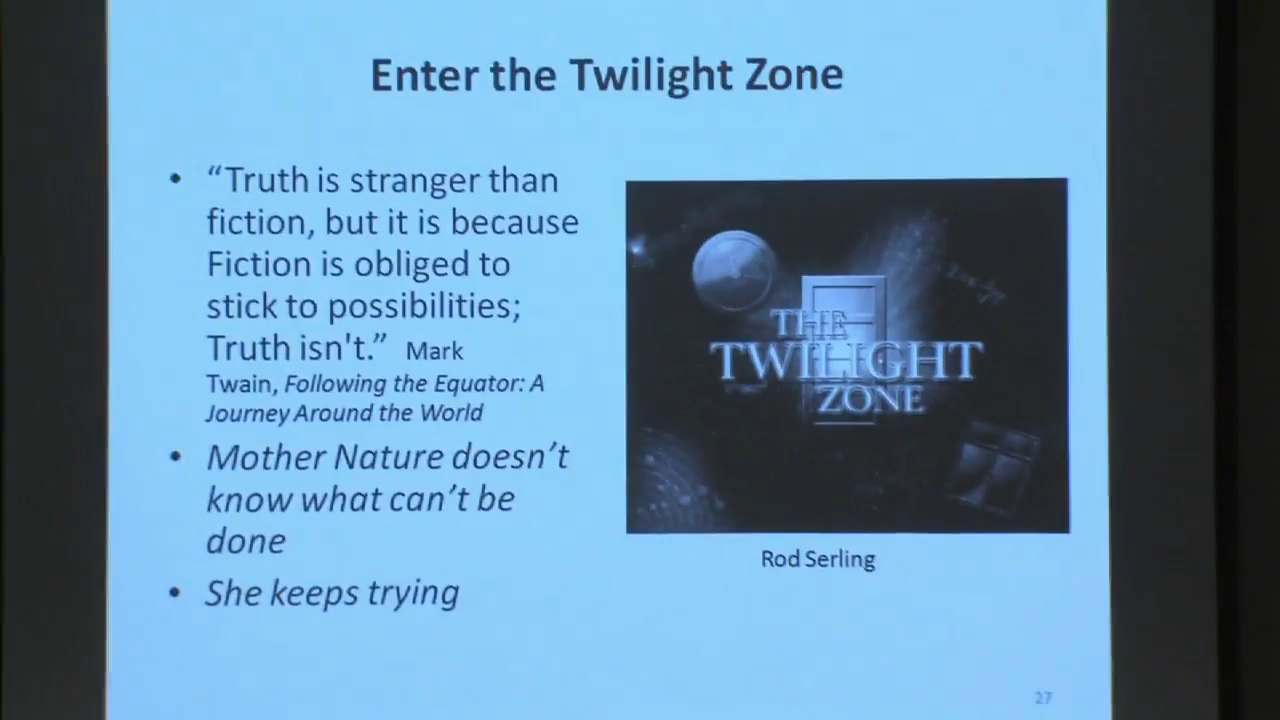 Enter the Twilight Zone
• “Truth is stranger than
fiction, but it is because
Fiction is obliged to
stick to possibilities;
Truth isn't.” Mark
Twain, Following the Equator: A
Journey Around the World
• Mother Nature doesn’t
know what can’t be
done
• She keeps trying
THE
TWILIGHT
ZONE
Rod Serling
27